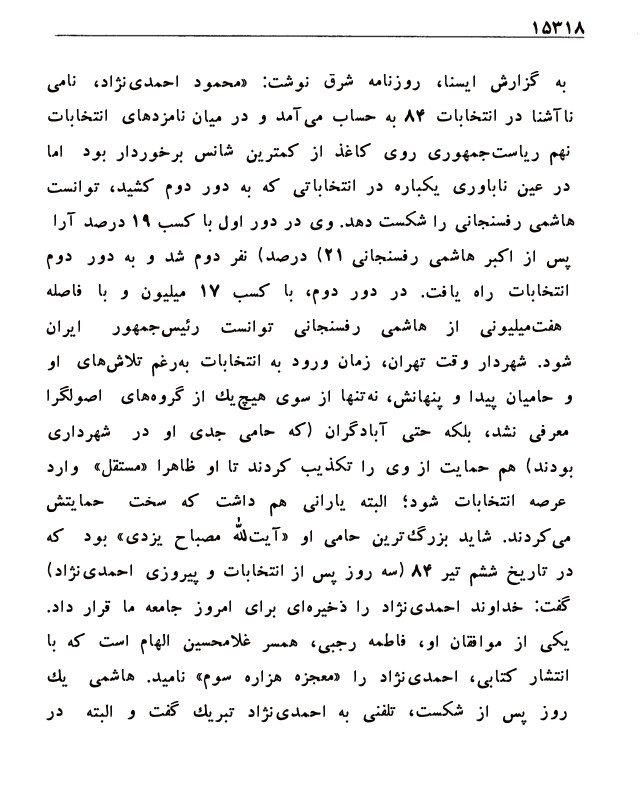 ۱۵۳۱۸
به گزارش ایسنا، روزنامه شرق نوشت: «محمود احمدی‌نژاد، نامی
ناآشنا در انتخابات ۸۴ به حساب می‌آمد و در میان نامزدهای انتخابات
نهم ریاست‌جمهوری روی کاغذ از کمترین شانس برخوردار بود اما
در عین ناباوری یکباره در انتخاباتی که به دور دوم کشید، توانست
هاشمی رفسنجانی را شکست دهد. وی در دور اول با کسب ۱۹ درصد آرا
پس از اکبر هاشمی رفسنجانی ۲۱) درصد) نفر دوم شد و به دور دوم
انتخابات راه یافت. در دور دوم، با کسب ۱۷ میلیون و با فاصله
هفت‌میلیونی از هاشمی رفسنجانی توانست رئیس‌جمهور ایران
شود. شهردار وقت تهران، زمان ورود به انتخابات به‌رغم تلاش‌های او
و حامیان پیدا و پنهانش، نه‌تنها از سوی هیچ‌یك از گروه‌های اصولگرا
معرفی نشد، بلکه حتی آبادگران (که حامی جدی او در شهرداری
بودند) هم حمایت از وی را تکذیب کردند تا او ظاهرا «مستقل» وارد
عرصه انتخابات شود؛ البته یارانی هم داشت که سخت حمایتش
می‌کردند. شاید بزرگ‌ترین حامی او «آیت‌الله مصباح یزدی» بود که
در تاریخ ششم تیر ۸۴ (سه روز پس از انتخابات و پیروزی احمدی‌نژاد)
گفت: خداوند احمدی‌نژاد را ذخیره‌ای برای امروز جامعه ما قرار داد.
یکی از موافقان او، فاطمه رجبی، همسر غلامحسین الهام است که با
انتشار کتابی، احمدی‌نژاد را «معجزه هزاره سوم» نامید. هاشمی یك
روز پس از شکست، تلفنی به احمدی‌نژاد تبریك گفت و البته در